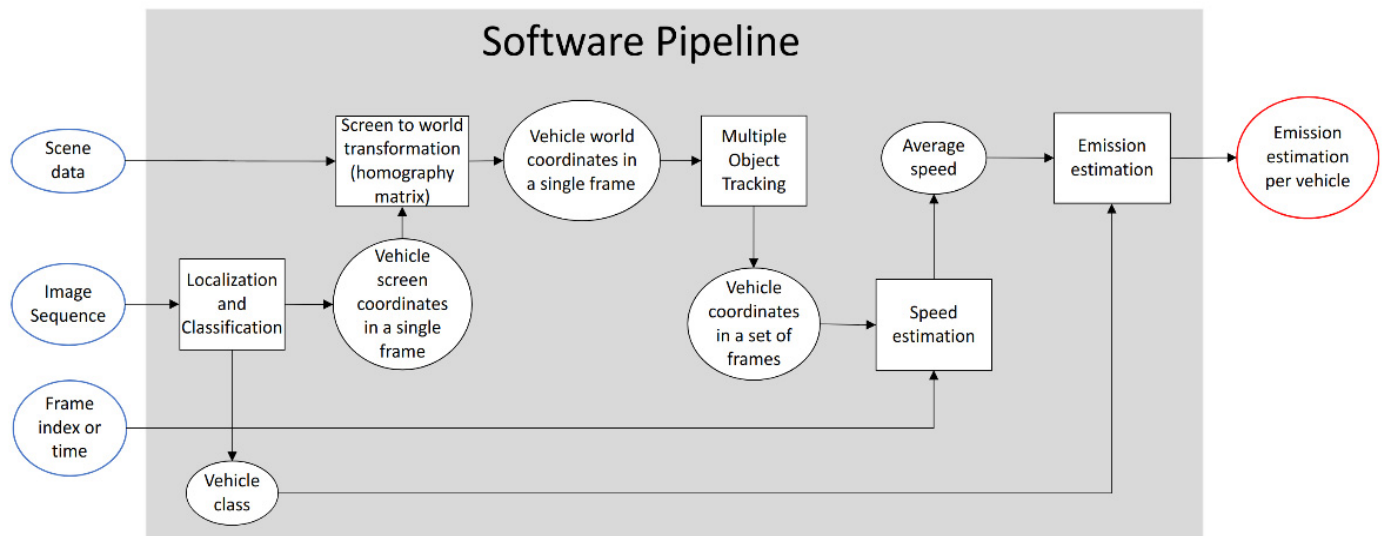 Software Pipeline
Scene
data
Screen to world
transformation
(homography
matrix)
Vehicle world
coordinates in
a single frame
Multiple
Object
Tracking
Average
speed
Emission
estimation
Emission
estimation
per vehicle
Image
Sequence
Localization
and
Classification
Vehicle
screen
coordinates
in a single
frame
Vehicle
coordinates
in a set of
frames
Speed
estimation
Frame
index or
time
Vehicle
class